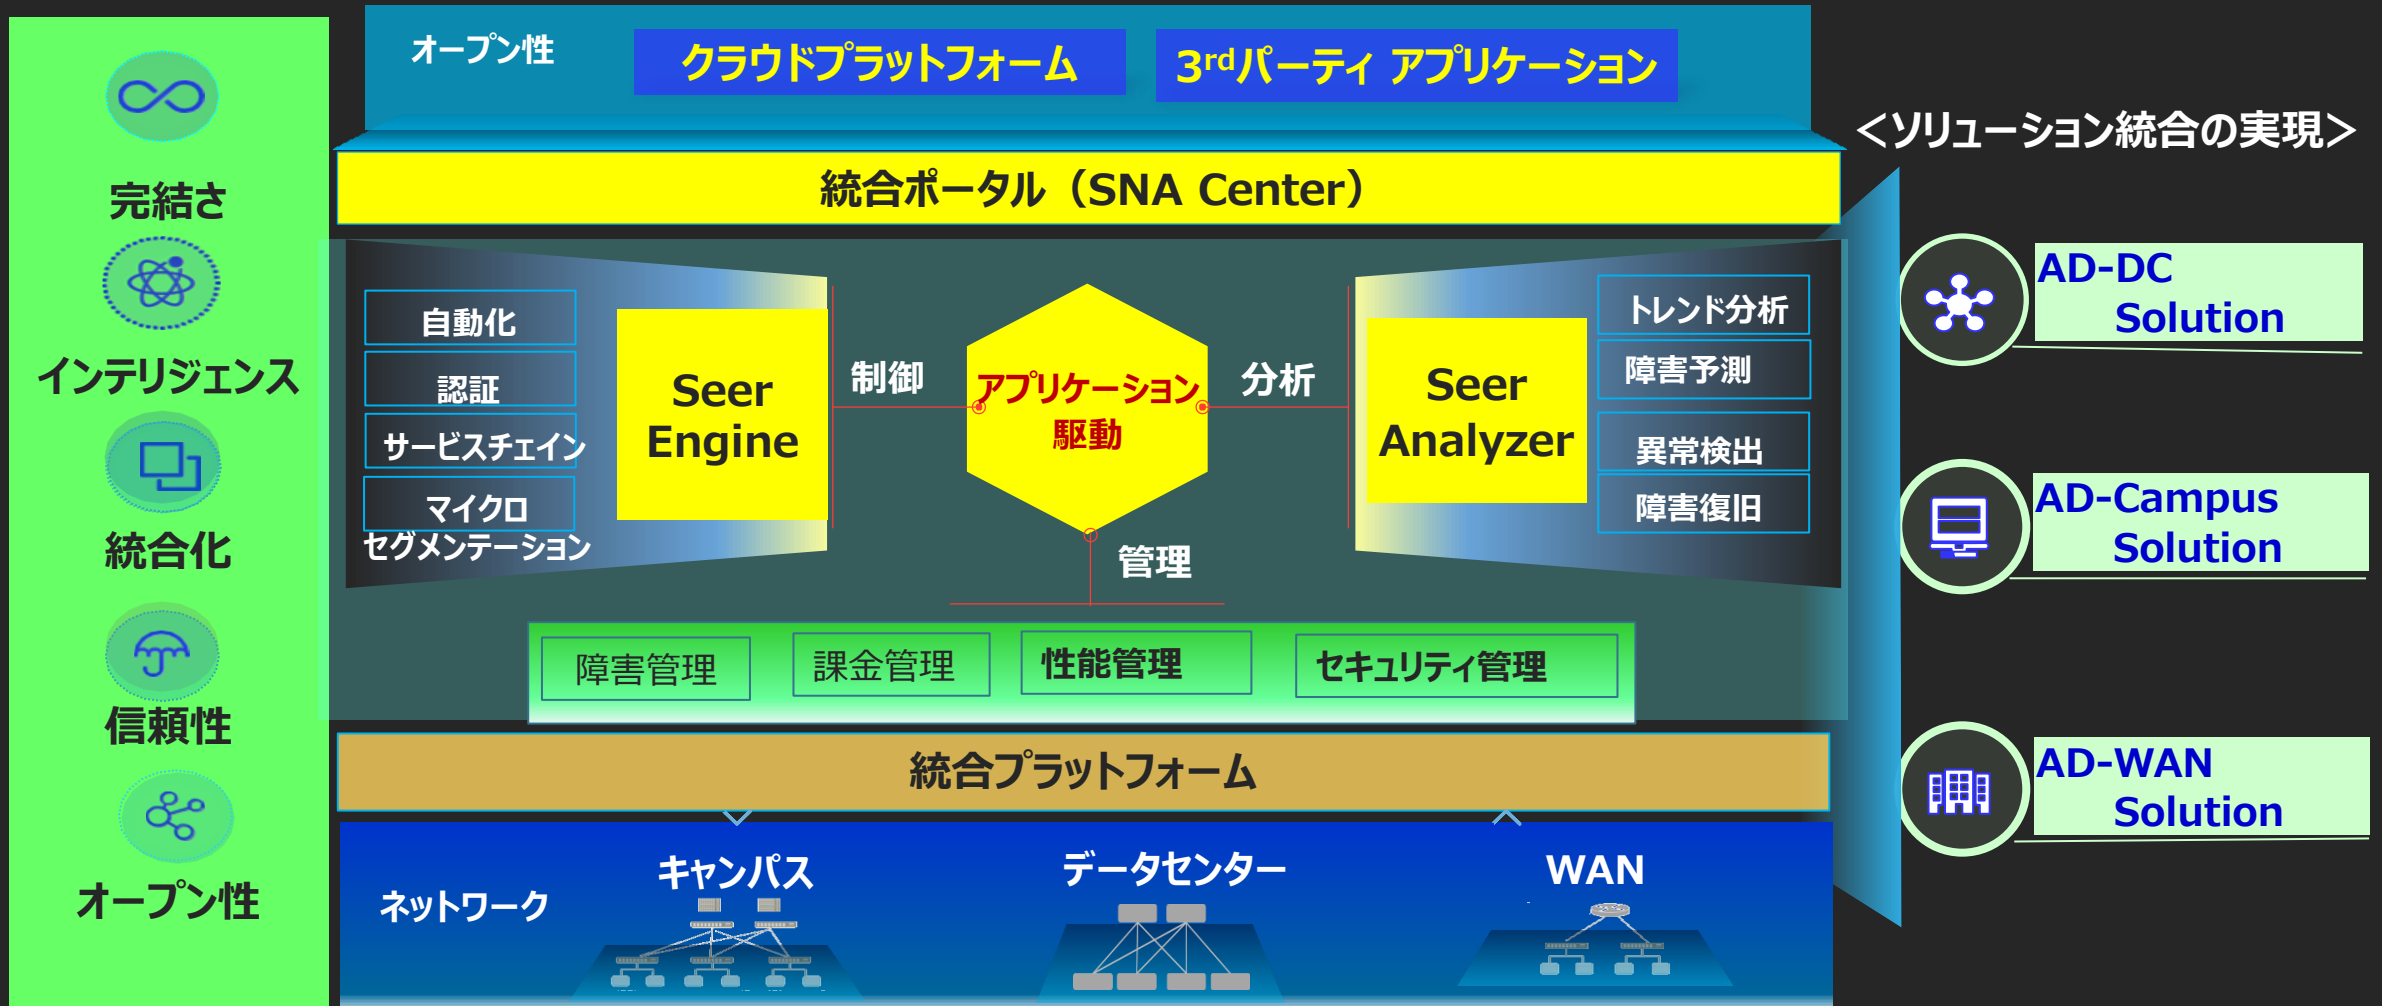 オープン性
クラウドプラットフォーム
3rdパーティ アプリケーション
<ソリューション統合の実現>
統合ポータル（SNA Center）
完結さ
インテリジェンス
統合化
信頼性
オープン性
自動化
認証
サービスチェイン
マイクロ
セグメンテーション
Seer
Engine
制御
アプリケーション
駆動
分析
管理
Seer
Analyzer
トレンド分析
障害予測
異常検出
障害復旧
障害管理
課金管理
性能管理
セキュリティ管理
統合プラットフォーム
ネットワーク
キャンパス
データセンター
WAN
AD-DC
Solution
AD-Campus
Solution
AD-WAN
Solution